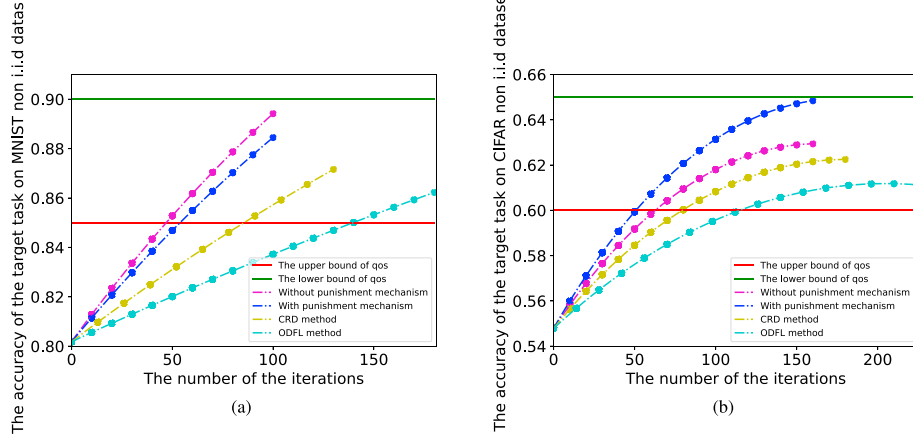 The accuracy of the target task on MNIST non i.i.d datas
0.90
0.88
0.86
0.84
0.82
0.80
0
50
100
150
The upper bound of qos
The lower bound of qos
Without punishment mechanism
With punishment mechanism
CRD method
ODFL method
The number of the iterations
(a)
The accuracy of the target task on CIFAR non i.i.d datase
0.66
0.64
0.62
0.60
0.58
0.56
0.54
0
50
100
150
200
The upper bound of qos
The lower bound of qos
Without punishment mechanism
With punishment mechanism
CRD method
ODFL method
The number of the iterations
(b)